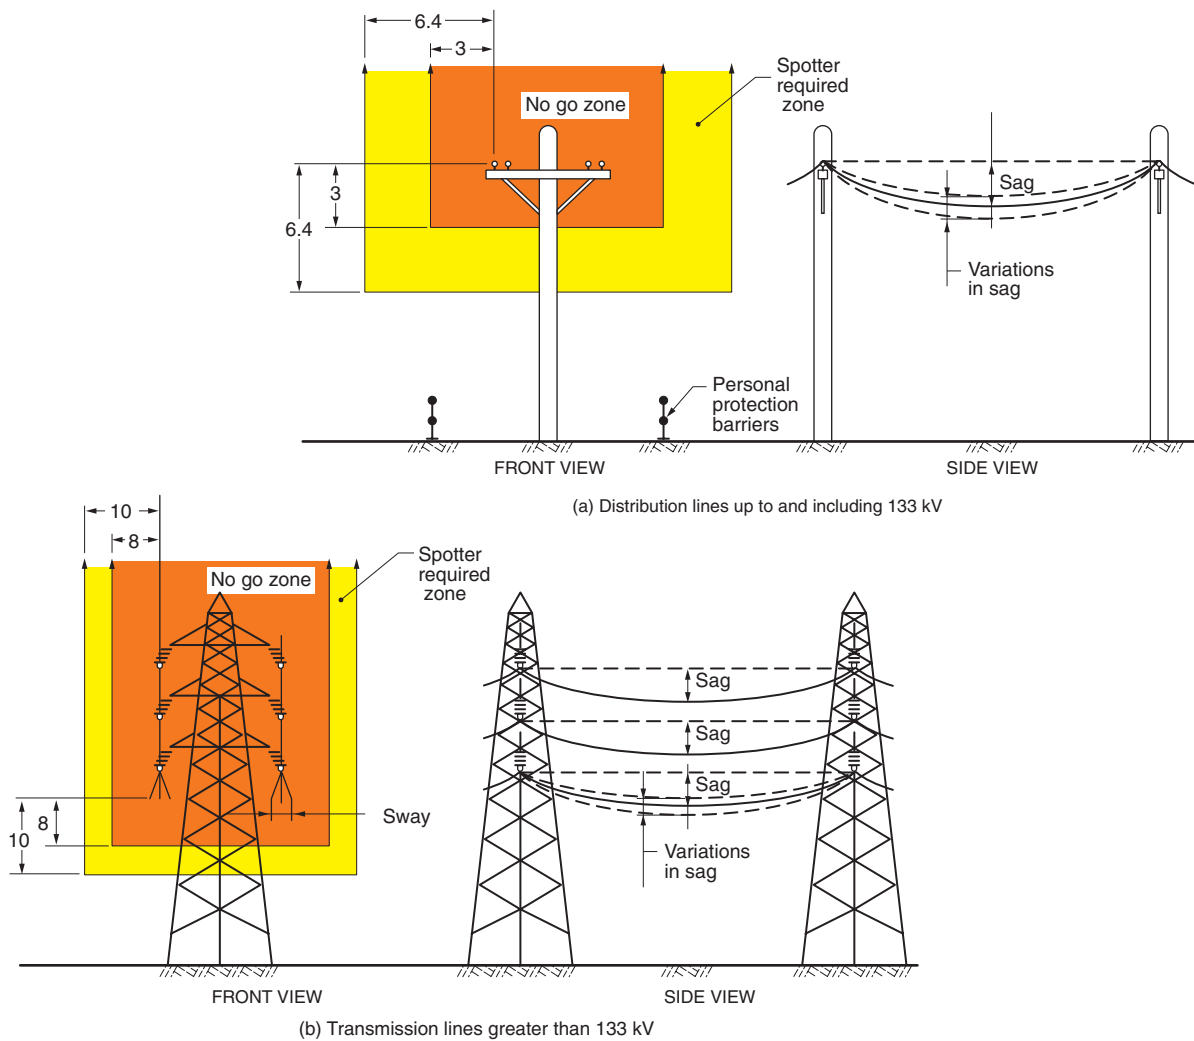 6.4
3
No go zone
Spotter
required
zone
3
6.4
Sag
Variations
in sag
Personal
protection
barriers
FRONT VIEW
SIDE VIEW
(a) Distribution lines up to and including 133 kV
10
8
No go zone
Spotter
required
zone
Sag
Sag
Sag
8
10
Sway
Variations
in sag
FRONT VIEW
SIDE VIEW
(b) Transmission lines greater than 133 kV